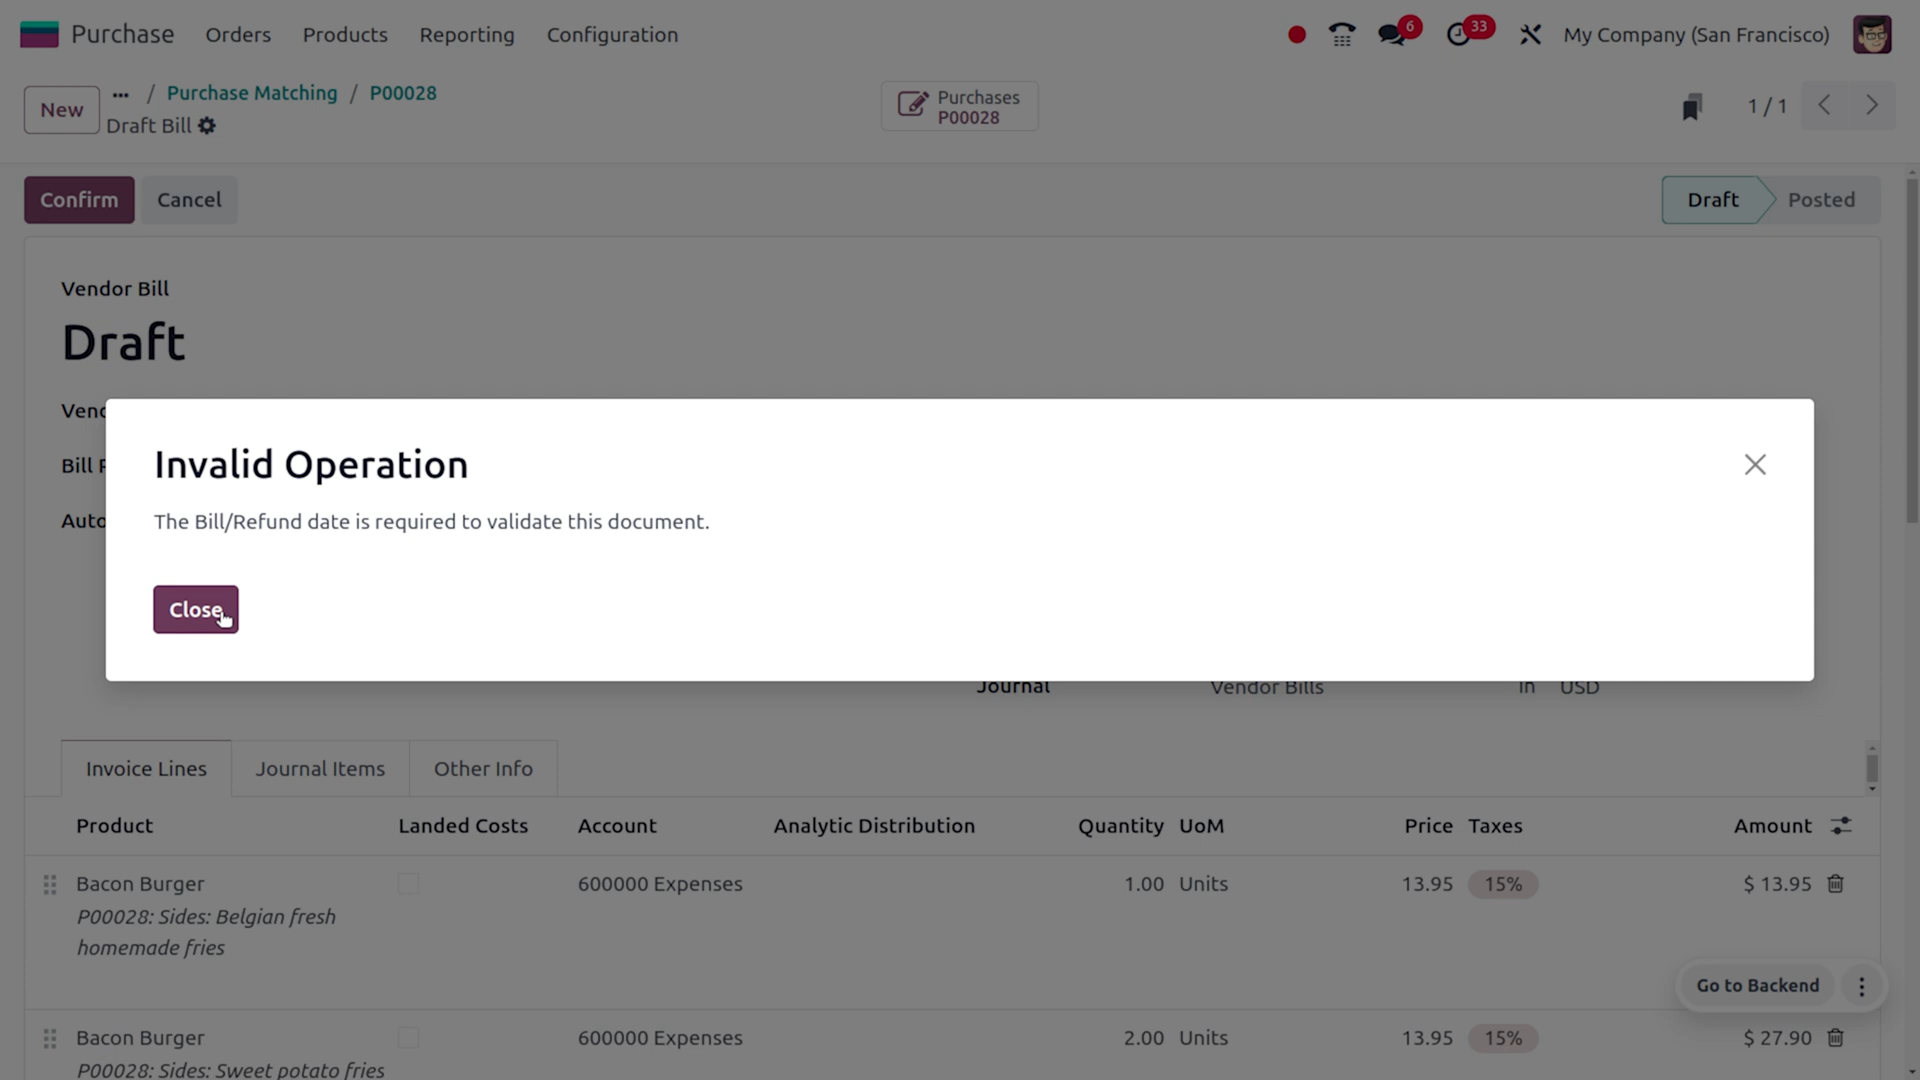 Purchase Orders Products Reporting Configuration 6 33 My Company (San Francisco)
New ... / Purchase Matching / P00028
Draft Bill
Purchases
P00028
1 / 1
Confirm Cancel Draft Posted
Vendor Bill
Draft
Bill
Invalid Operation
The Bill/Refund date is required to validate this document.
Close
Journal Vendor Bills in USD
Invoice Lines Journal Items Other Info
Product Landed Costs Account Analytic Distribution Quantity UoM Price Taxes Amount
Bacon Burger 600000 Expenses 1.00 Units 13.95 15% $ 13.95
P00028: Sides: Belgian fresh
homemade fries
Go to Backend
Bacon Burger 600000 Expenses 2.00 Units 13.95 15% $ 27.90
P00028: Sides: Sweet potato fries